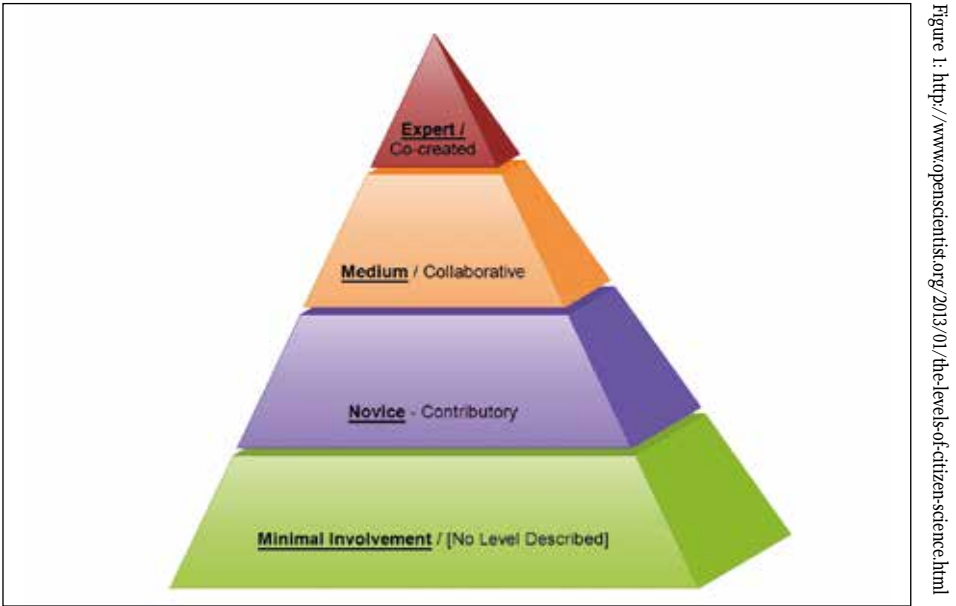 Expert /
Co-created
Medium / Collaborative
Novice - Contributory
Minimal Involvement / [No Level Described]
Figure 1: http://www.openscientist.org/2013/01/the-levels-of-citizen-science.html